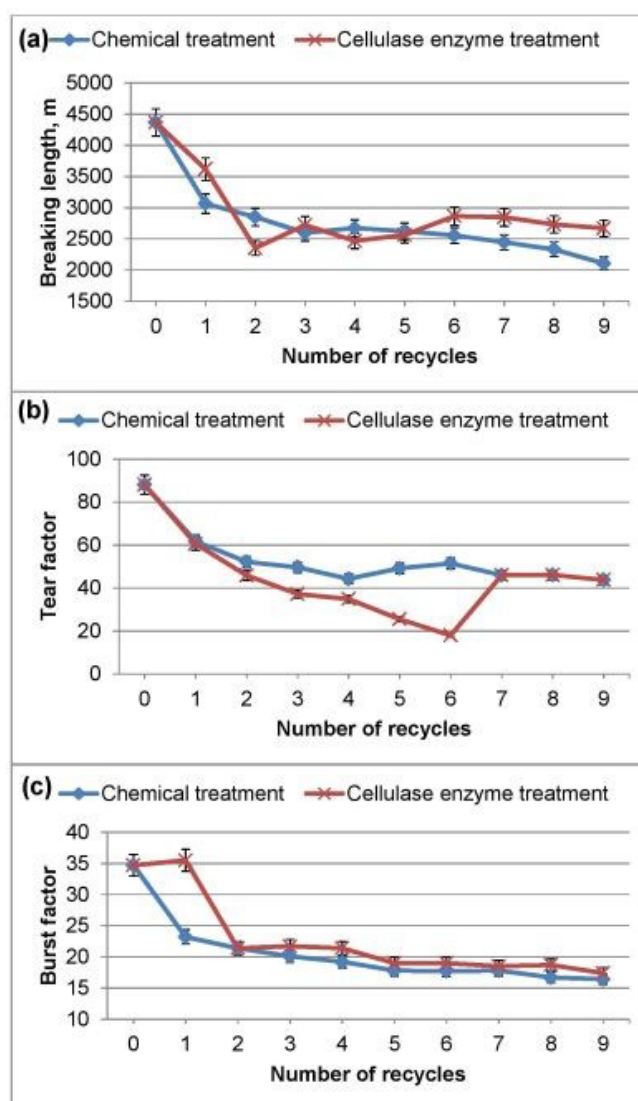 (a)
Chemical treatment Cellulase enzyme treatment
5000
4500
4000
3500
3000
2500
2000
1500
Breaking length, m
0 1 2 3 4 5 6 7 8 9
Number of recycles
(b)
Chemical treatment Cellulase enzyme treatment
100
80
60
40
20
0
Tear factor
0 1 2 3 4 5 6 7 8 9
Number of recycles
(c)
Chemical treatment Cellulase enzyme treatment
40
35
30
25
20
15
10
Burst factor
0 1 2 3 4 5 6 7 8 9
Number of recycles